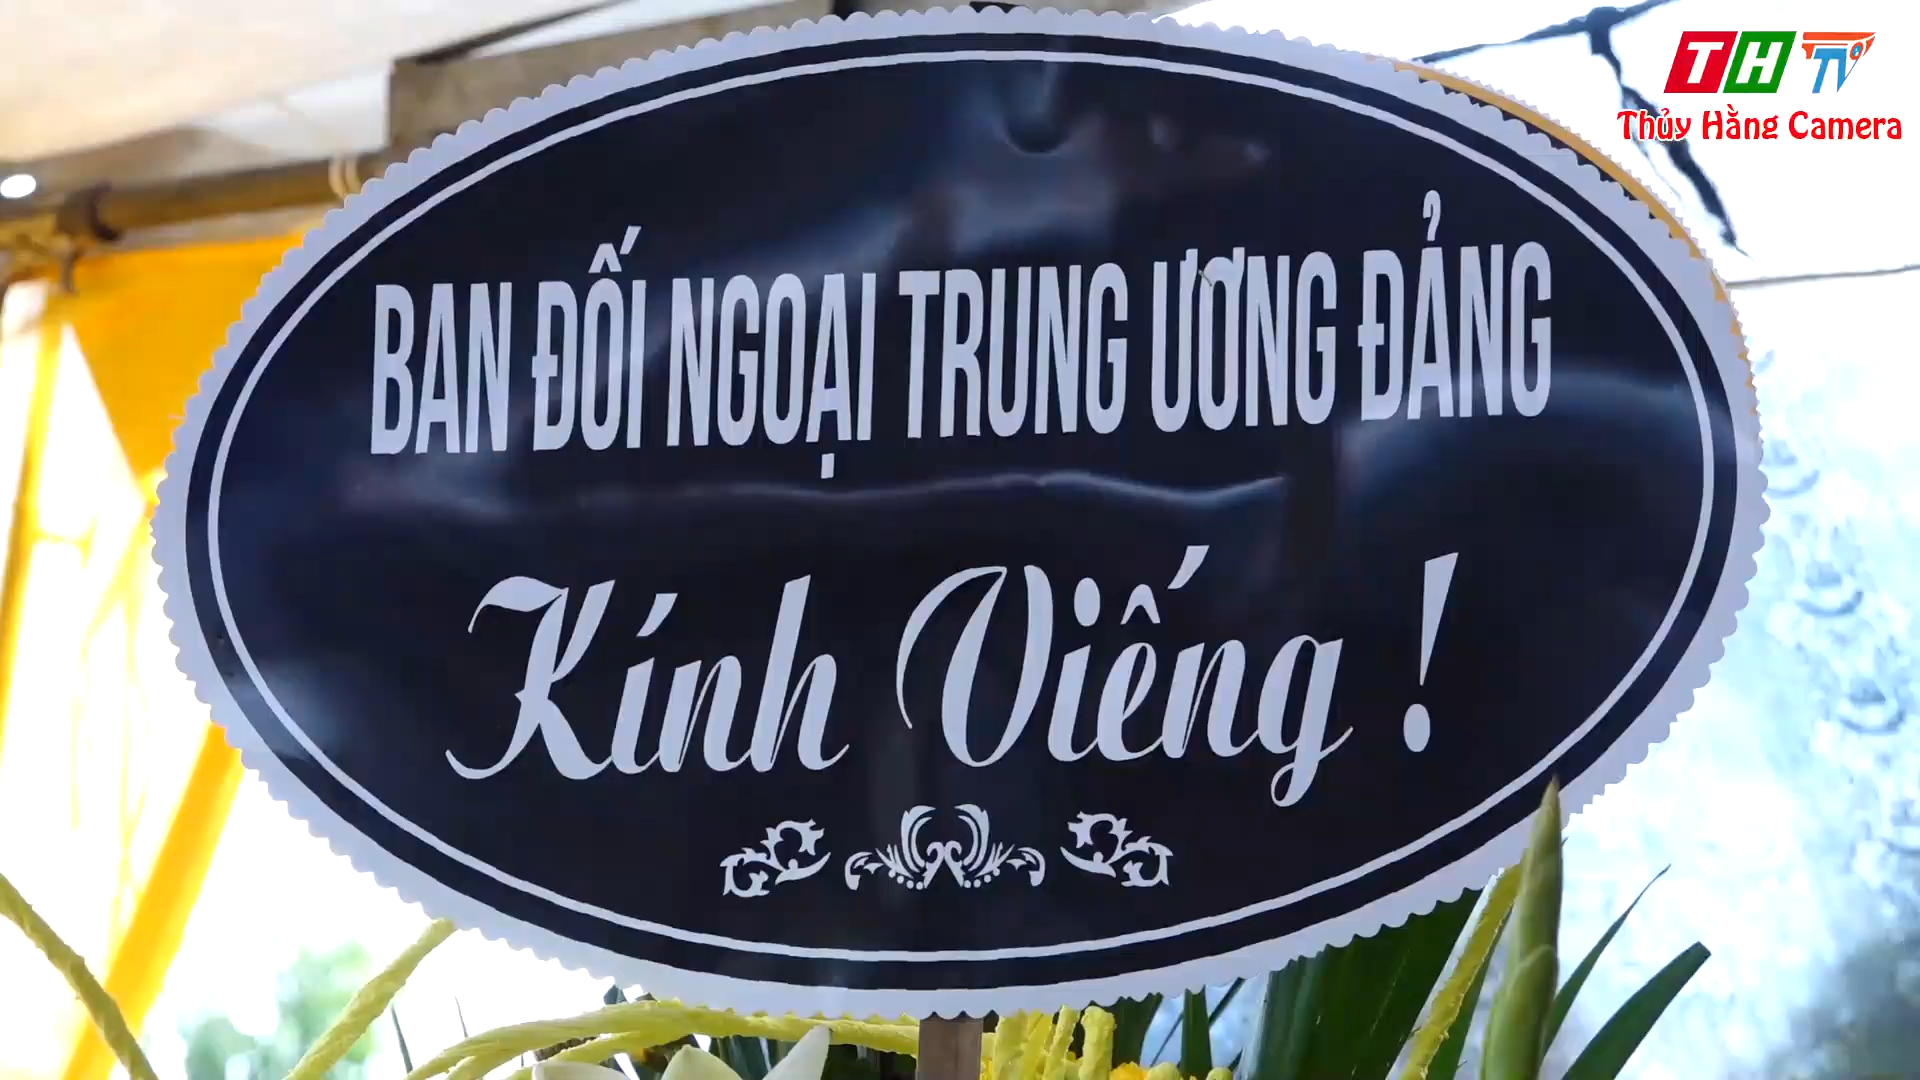 THTV
Thủy Hằng Camera
BAN ĐỐI NGOẠI TRUNG ƯƠNG ĐẢNG
Kính Viếng !